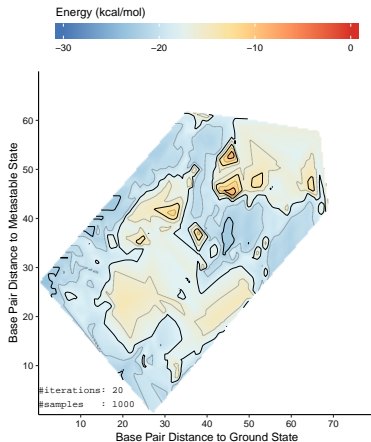 Energy (kcal/mol)
−30 −20 −10 0
60
50
40
30
20
10
Base Pair Distance to Metastable State
#iterations: 20
#samples : 1000
10 20 30 40 50 60 70
Base Pair Distance to Ground State